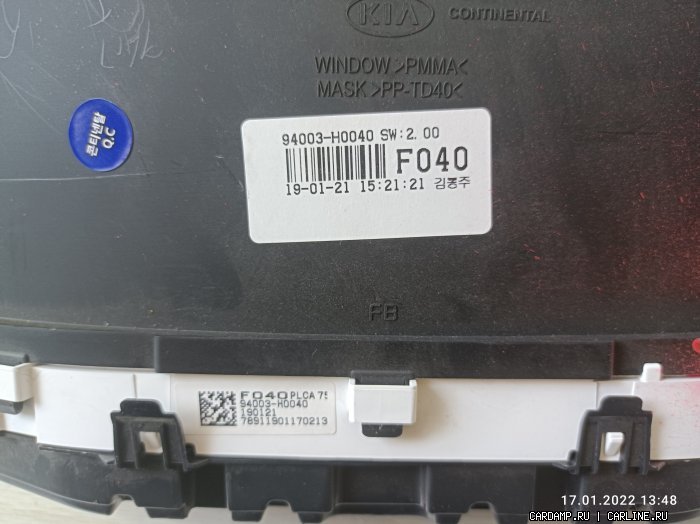 KIA CONTINENTAL
WINDOW >PMMA<
MASK >PP-TD40<
콘티넨탈
Q.C
94003-H0040 SW:2.00
F040
19-01-21 15:21:21 김동주
FB
F040 PLCA 75
94003-H0040
190121
78911901170213
17.01.2022 13:48
CARDAMP.RU | CARLINE.RU